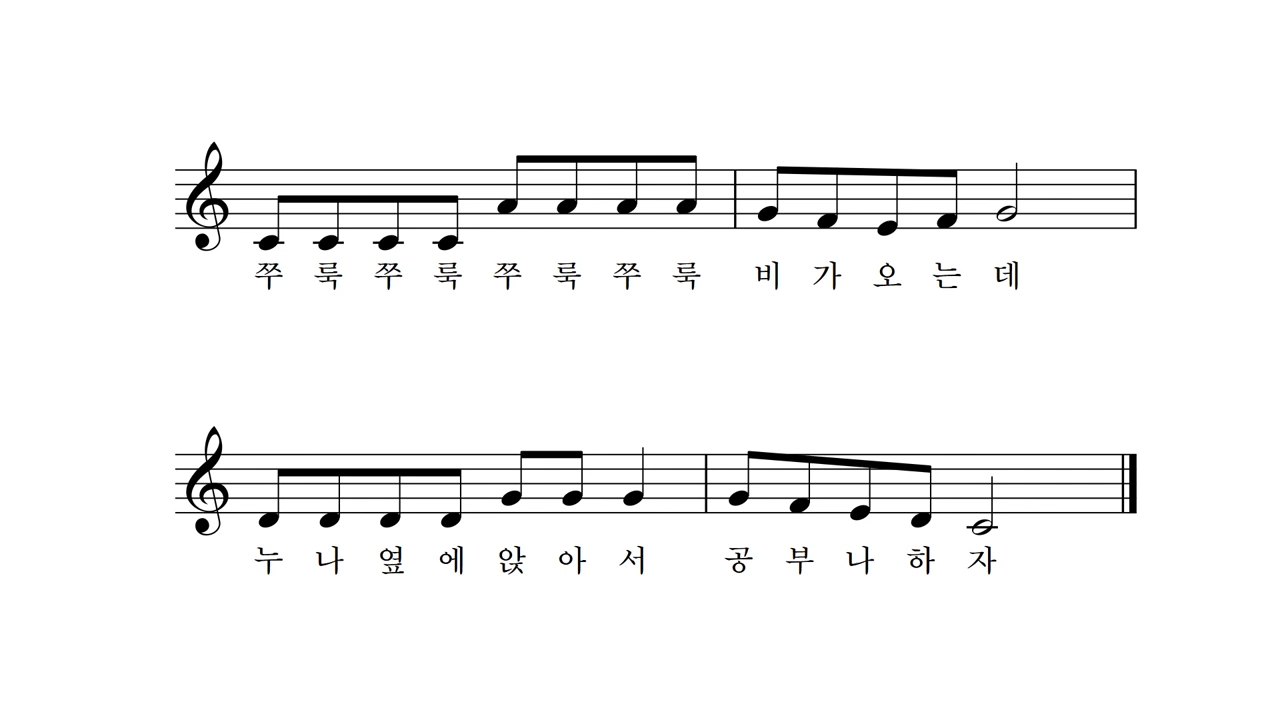 쭈 룩 쭈 룩 쭈 룩 쭈 룩 비 가 오 는 데
누 나 옆 에 앉 아 서 공 부 나 하 자